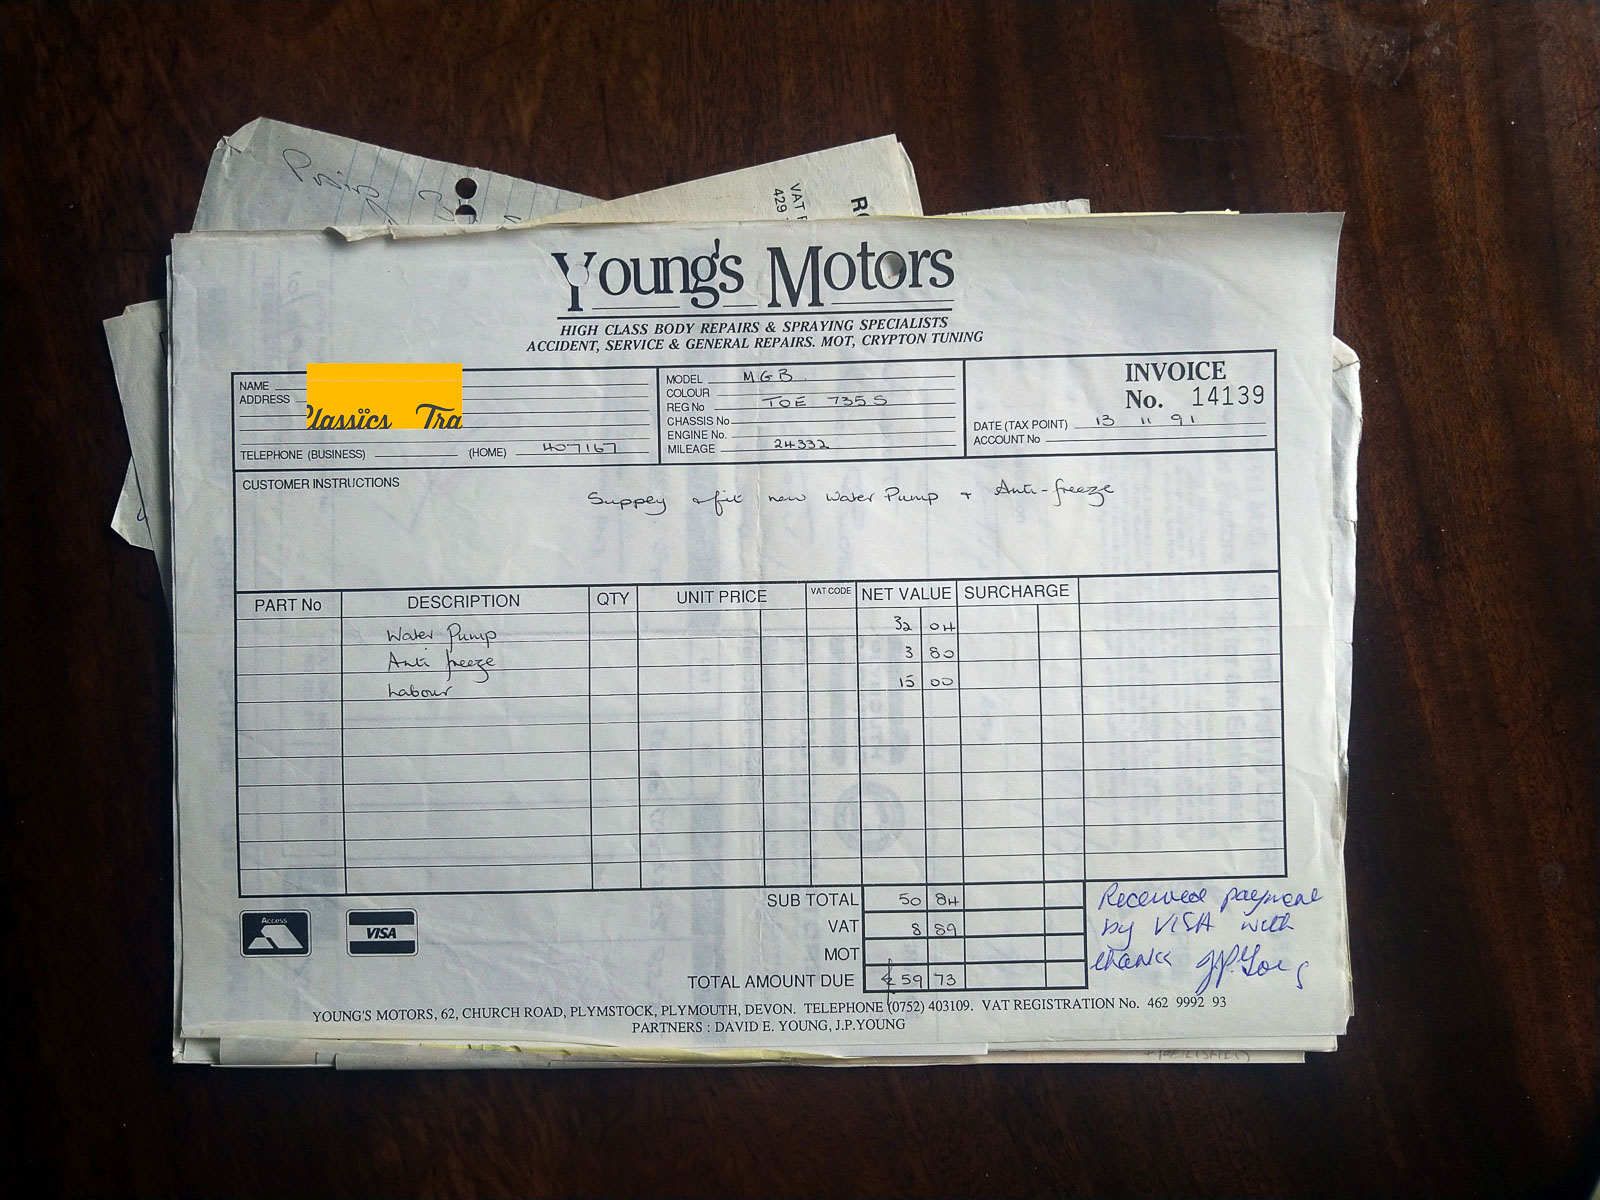 Prising
VAT R
429
RO
Young's Motors
HIGH CLASS BODY REPAIRS & SPRAYING SPECIALISTS
ACCIDENT, SERVICE & GENERAL REPAIRS. MOT, CRYPTON TUNING
NAME
ADDRESS
Classics Tra
TELEPHONE (BUSINESS) (HOME) 407167
MODEL MGB
COLOUR
REG No TOE 735 S
CHASSIS No
ENGINE No.
MILEAGE 24332
INVOICE
No. 14139
DATE (TAX POINT) 13 11 91
ACCOUNT No
CUSTOMER INSTRUCTIONS
Supply & fit new Water Pump + Anti-freeze
PART No DESCRIPTION QTY UNIT PRICE VAT CODE NET VALUE SURCHARGE
Water Pump 32 04
Anti freeze 3 80
Labour 15 00
SUB TOTAL 50 84
VAT 8 89
MOT
TOTAL AMOUNT DUE £59 73
Access
VISA
Received payment
by VISA with
thanks J.P.Young
YOUNG'S MOTORS, 62, CHURCH ROAD, PLYMSTOCK, PLYMOUTH, DEVON. TELEPHONE (0752) 403109. VAT REGISTRATION No. 462 9992 93
PARTNERS : DAVID E. YOUNG, J.P.YOUNG